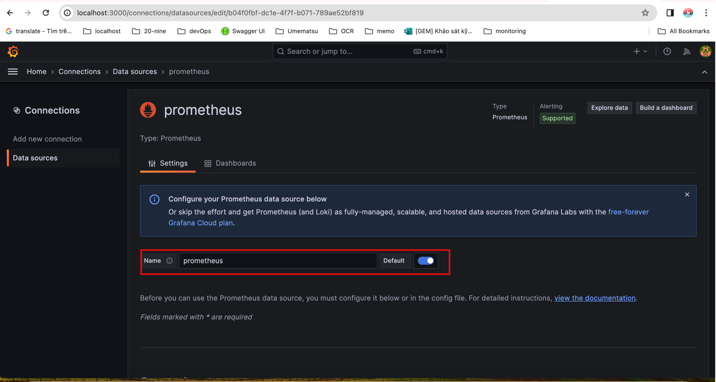 localhost:3000/connections/datasources/edit/b04f0fbf-dc1e-4f7f-b071-789ae52bf819
translate - Tìm trê... localhost 20-nine devOps Swagger UI Umematsu OCR memo [GEM] Khảo sát kỹ... monitoring All Bookmarks
Search or jump to... cmd+k
Home › Connections › Data sources › prometheus
Connections
Add new connection
Data sources
prometheus
Type: Prometheus
Type
Prometheus
Alerting
Supported
Explore data
Build a dashboard
Settings Dashboards
Configure your Prometheus data source below
Or skip the effort and get Prometheus (and Loki) as fully-managed, scalable, and hosted data sources from Grafana Labs with the free-forever
Grafana Cloud plan.
Name prometheus Default
Before you can use the Prometheus data source, you must configure it below or in the config file. For detailed instructions, view the documentation.
Fields marked with * are required